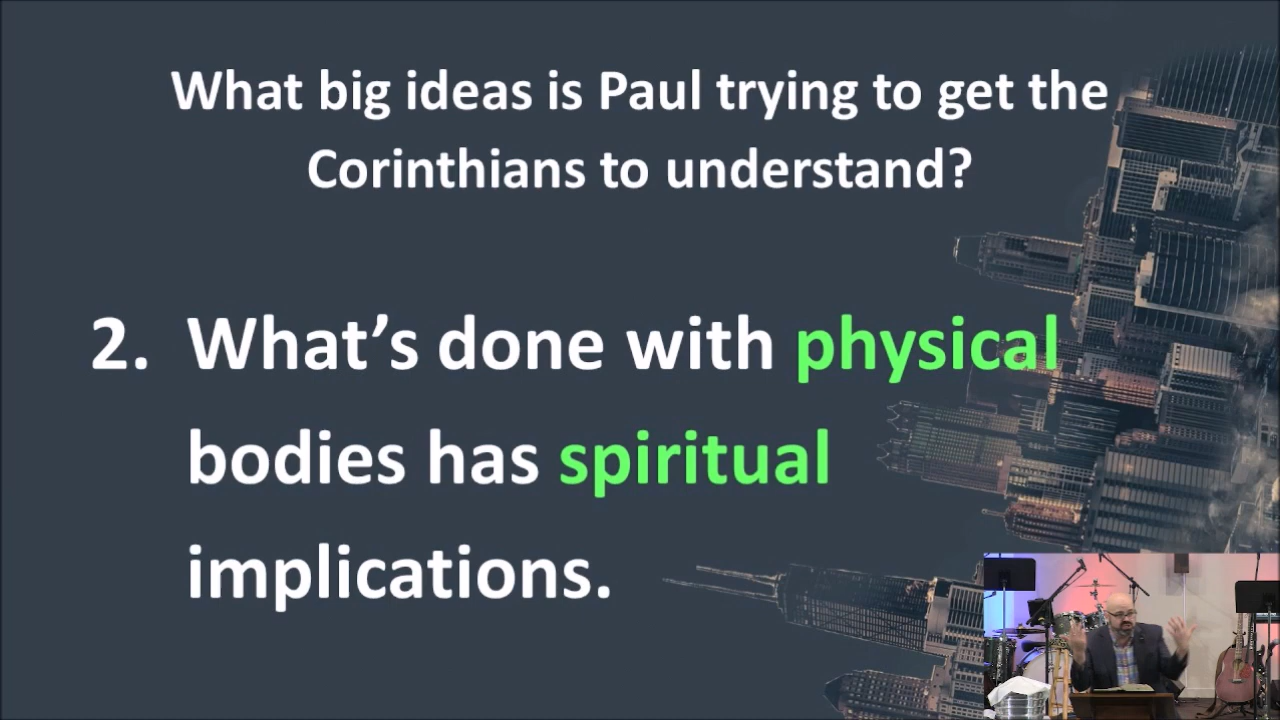 What big ideas is Paul trying to get the
Corinthians to understand?
2. What’s done with physical
bodies has spiritual
implications.